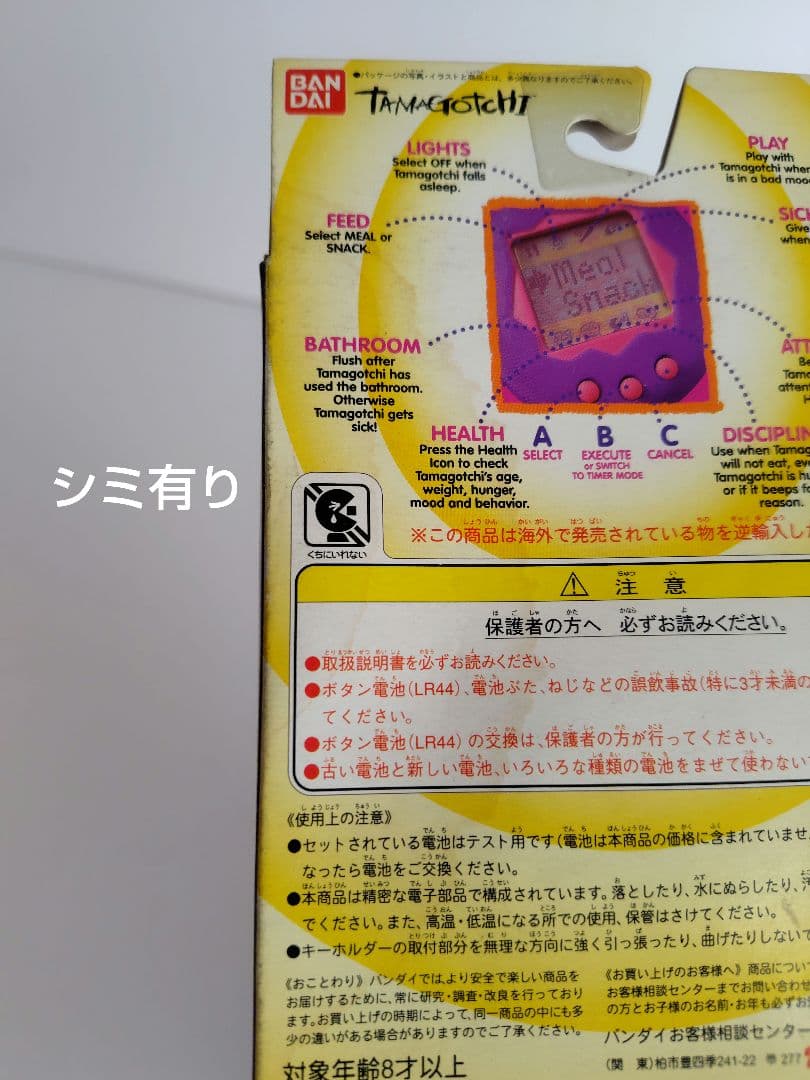 ●パッケージの写真・イラストと商品とは、多少異なりますのでご了承ください。
BAN
DAI
TAMAGOTCHI
LIGHTS
Select OFF when
Tamagotchi falls
asleep.
PLAY
Play with
Tamagotchi when
is in a bad moo
FEED
Select MEAL or
SNACK.
SICK
Give
when
Meal
Snack
BATHROOM
Flush after
Tamagotchi has
used the bathroom.
Otherwise
Tamagotchi gets
sick!
ATT
Be
Tama
attent
H
HEALTH
Press the Health
Icon to check
Tamagotchi's age,
weight, hunger,
mood and behavior.
A
SELECT
B
EXECUTE
or SWITCH
TO TIMER MODE
C
CANCEL
DISCIPLIN
Use when Tamag
will not eat, eve
Tamagotchi is hu
or if it beeps fo
reason.
シミ有り
くちにいれない
※この商品は海外で発売されている物を逆輸入し
⚠ 注意
保護者の方へ 必ずお読みください。
●取扱説明書を必ずお読みください。
●ボタン電池(LR44)、電池ぶた、ねじなどの誤飲事故(特に3才未満の
てください。
●ボタン電池(LR44)の交換は、保護者の方が行ってください。
●古い電池と新しい電池、いろいろな種類の電池をまぜて使わない
《使用上の注意》
●セットされている電池はテスト用です(電池は本商品の価格に含まれていませ
なったら電池をご交換ください。
●本商品は精密な電子部品で構成されています。落としたり、水にぬらしたり、汚
でください。また、高温・低温になる所での使用、保管はさけてください。
●キーホルダーの取付部分を無理な方向に強く引っ張ったり、曲げたりしないで
《おことわり》バンダイでは、より安全で楽しい商品を
お届けするために、常に研究・調査・改良を行っており
ます。お買い上げの時期によって、同一商品の中にも多
少の違いがある場合がありますのでご了承ください。
《お買い上げのお客様へ》商品につい
お客様相談センターまでお問い合わせ
の方とお子様のお名前・お年も必ずお
バンダイお客様相談センター
(関 東)柏市豊四季241-22 〒277
対象年齢8才以上